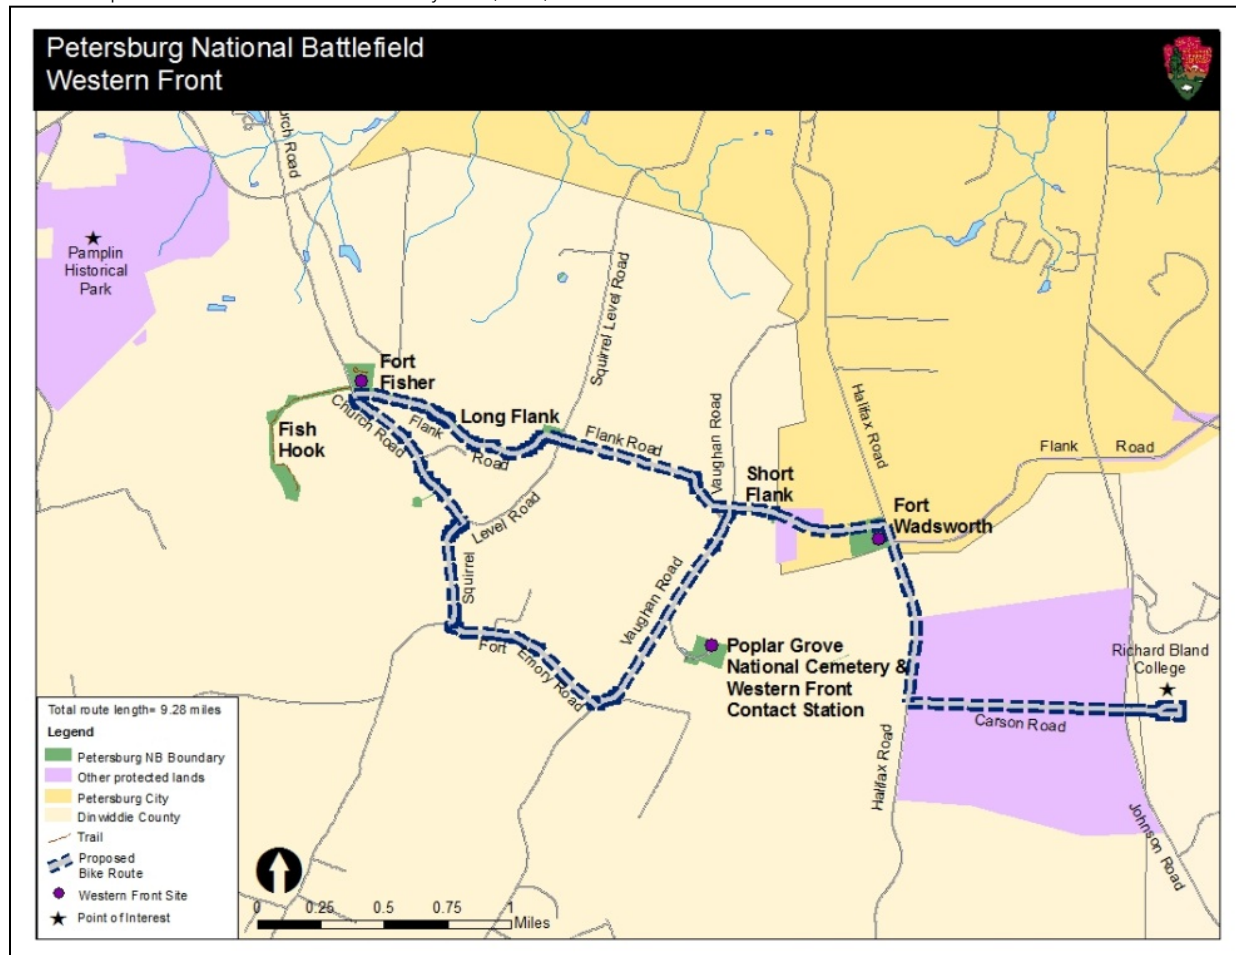 Petersburg National Battlefield
Western Front
Church Road
Pamplin
Historical
Park
Squirrel Level Road
Fort
Fisher
Church Road
Flank
Road
Long Flank
Fish
Hook
Flank Road
Vaughan Road
Halifax Road
Flank Road
Short
Flank
Fort
Wadsworth
Level Road
Squirrel
Vaughan Road
Fort
Emory Road
Poplar Grove
National Cemetery &
Western Front
Contact Station
Richard Bland
College
Carson Road
Halifax Road
Johnson Road
Total route length= 9.28 miles
Legend
Petersburg NB Boundary
Other protected lands
Petersburg City
Dinwiddie County
Trail
Proposed
Bike Route
Western Front Site
Point of Interest
0 0.25 0.5 0.75 1
Miles